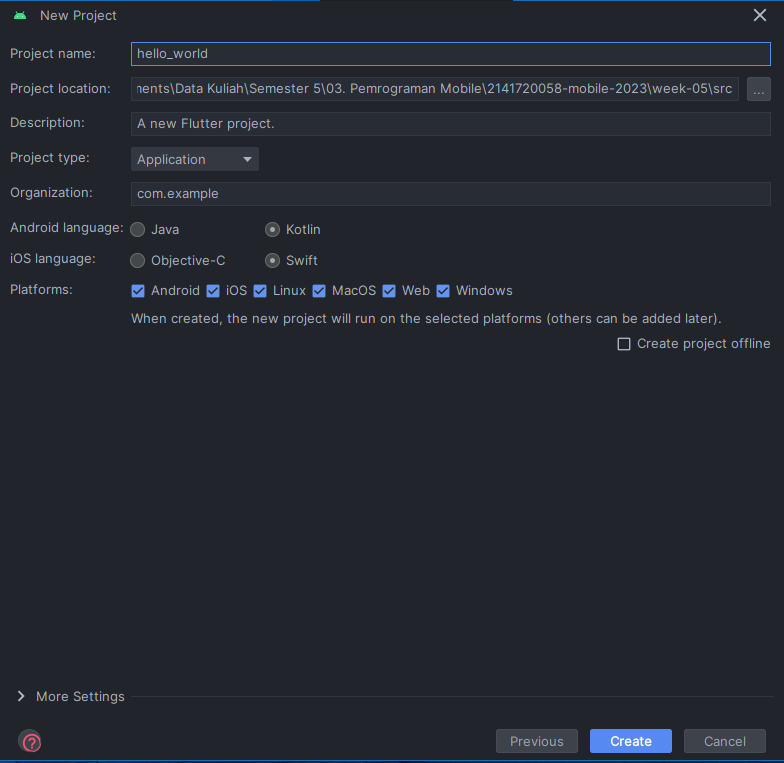 New Project
Project name: hello_world
Project location: nents\Data Kuliah\Semester 5\03. Pemrograman Mobile\2141720058-mobile-2023\week-05\src ...
Description: A new Flutter project.
Project type: Application
Organization: com.example
Android language: Java Kotlin
iOS language: Objective-C Swift
Platforms: Android iOS Linux MacOS Web Windows
When created, the new project will run on the selected platforms (others can be added later).
Create project offline
More Settings
? Previous Create Cancel